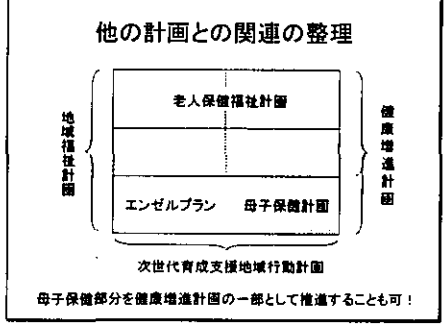 他の計画との関連の整理
老人保健福祉計画
地域福祉計画
健康増進計画
エンゼルプラン 母子保健計画
次世代育成支援地域行動計画
母子保健部分を健康増進計画の一部として推進することも可！